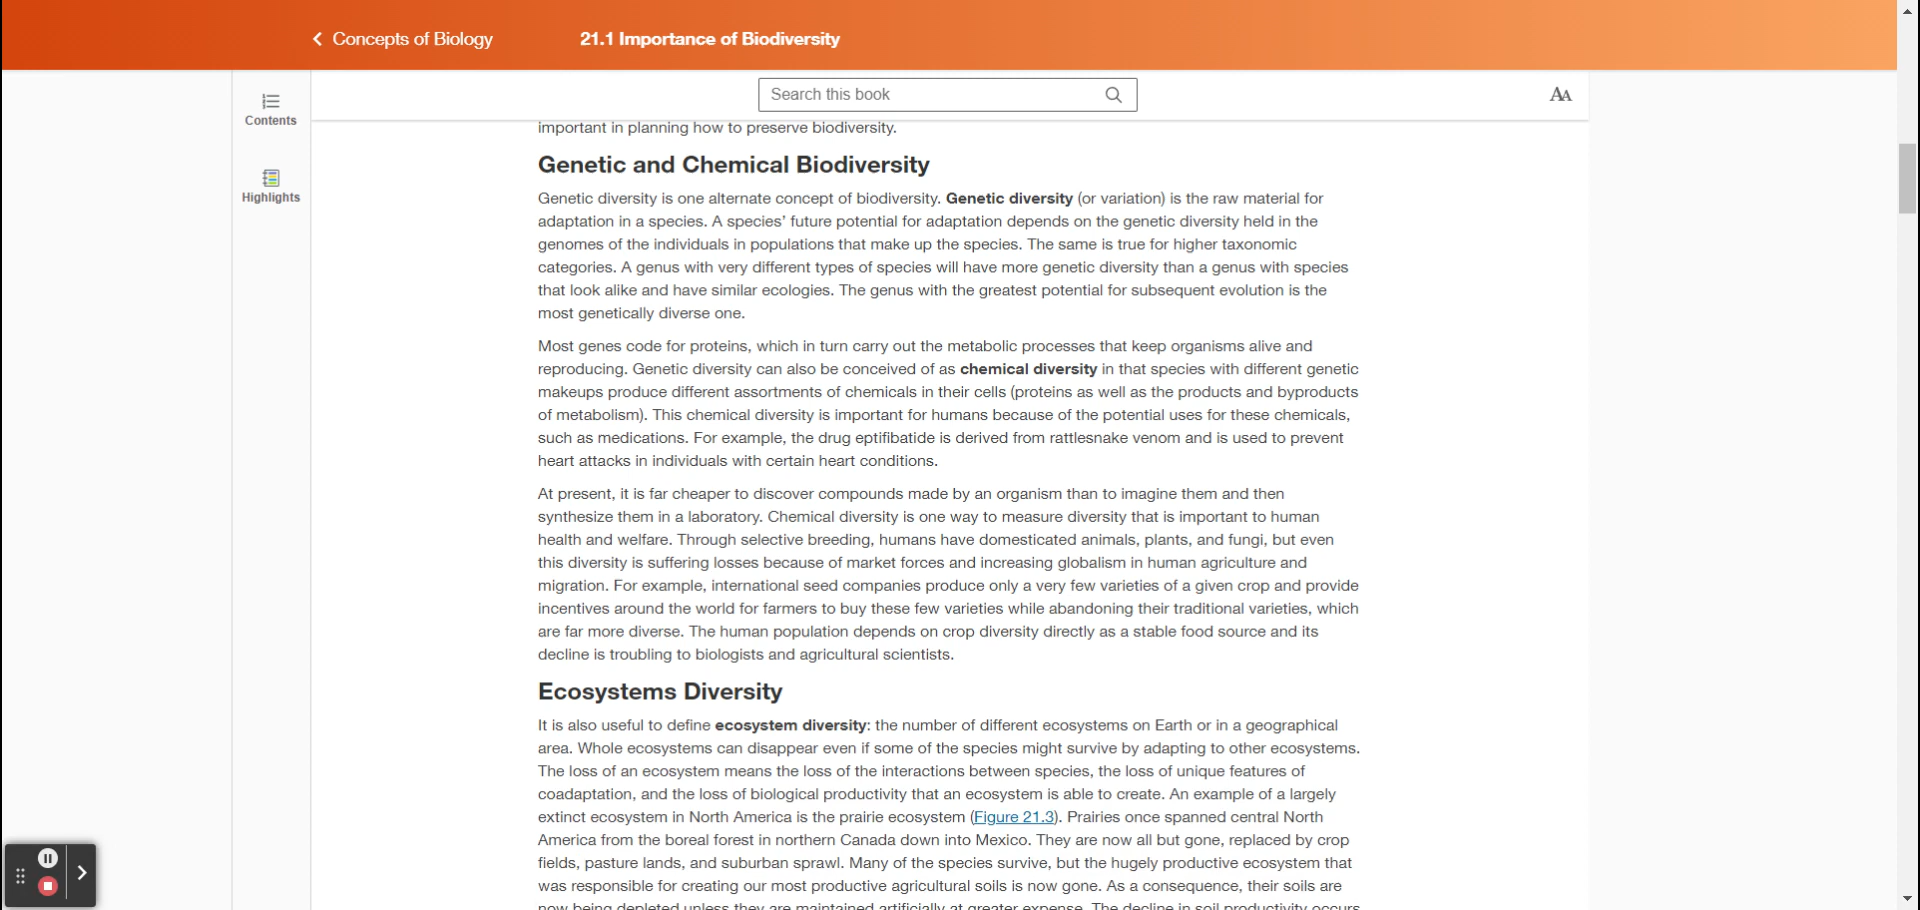 Concepts of Biology
21.1 Importance of Biodiversity
Contents
Highlights
Search this book
AA
important in planning how to preserve biodiversity.
Genetic and Chemical Biodiversity
Genetic diversity is one alternate concept of biodiversity. Genetic diversity (or variation) is the raw material for
adaptation in a species. A species’ future potential for adaptation depends on the genetic diversity held in the
genomes of the individuals in populations that make up the species. The same is true for higher taxonomic
categories. A genus with very different types of species will have more genetic diversity than a genus with species
that look alike and have similar ecologies. The genus with the greatest potential for subsequent evolution is the
most genetically diverse one.
Most genes code for proteins, which in turn carry out the metabolic processes that keep organisms alive and
reproducing. Genetic diversity can also be conceived of as chemical diversity in that species with different genetic
makeups produce different assortments of chemicals in their cells (proteins as well as the products and byproducts
of metabolism). This chemical diversity is important for humans because of the potential uses for these chemicals,
such as medications. For example, the drug eptifibatide is derived from rattlesnake venom and is used to prevent
heart attacks in individuals with certain heart conditions.
At present, it is far cheaper to discover compounds made by an organism than to imagine them and then
synthesize them in a laboratory. Chemical diversity is one way to measure diversity that is important to human
health and welfare. Through selective breeding, humans have domesticated animals, plants, and fungi, but even
this diversity is suffering losses because of market forces and increasing globalism in human agriculture and
migration. For example, international seed companies produce only a very few varieties of a given crop and provide
incentives around the world for farmers to buy these few varieties while abandoning their traditional varieties, which
are far more diverse. The human population depends on crop diversity directly as a stable food source and its
decline is troubling to biologists and agricultural scientists.
Ecosystems Diversity
It is also useful to define ecosystem diversity: the number of different ecosystems on Earth or in a geographical
area. Whole ecosystems can disappear even if some of the species might survive by adapting to other ecosystems.
The loss of an ecosystem means the loss of the interactions between species, the loss of unique features of
coadaptation, and the loss of biological productivity that an ecosystem is able to create. An example of a largely
extinct ecosystem in North America is the prairie ecosystem (Figure 21.3). Prairies once spanned central North
America from the boreal forest in northern Canada down into Mexico. They are now all but gone, replaced by crop
fields, pasture lands, and suburban sprawl. Many of the species survive, but the hugely productive ecosystem that
was responsible for creating our most productive agricultural soils is now gone. As a consequence, their soils are
now being depleted unless they are maintained artificially at greater expense. The decline in soil productivity occurs